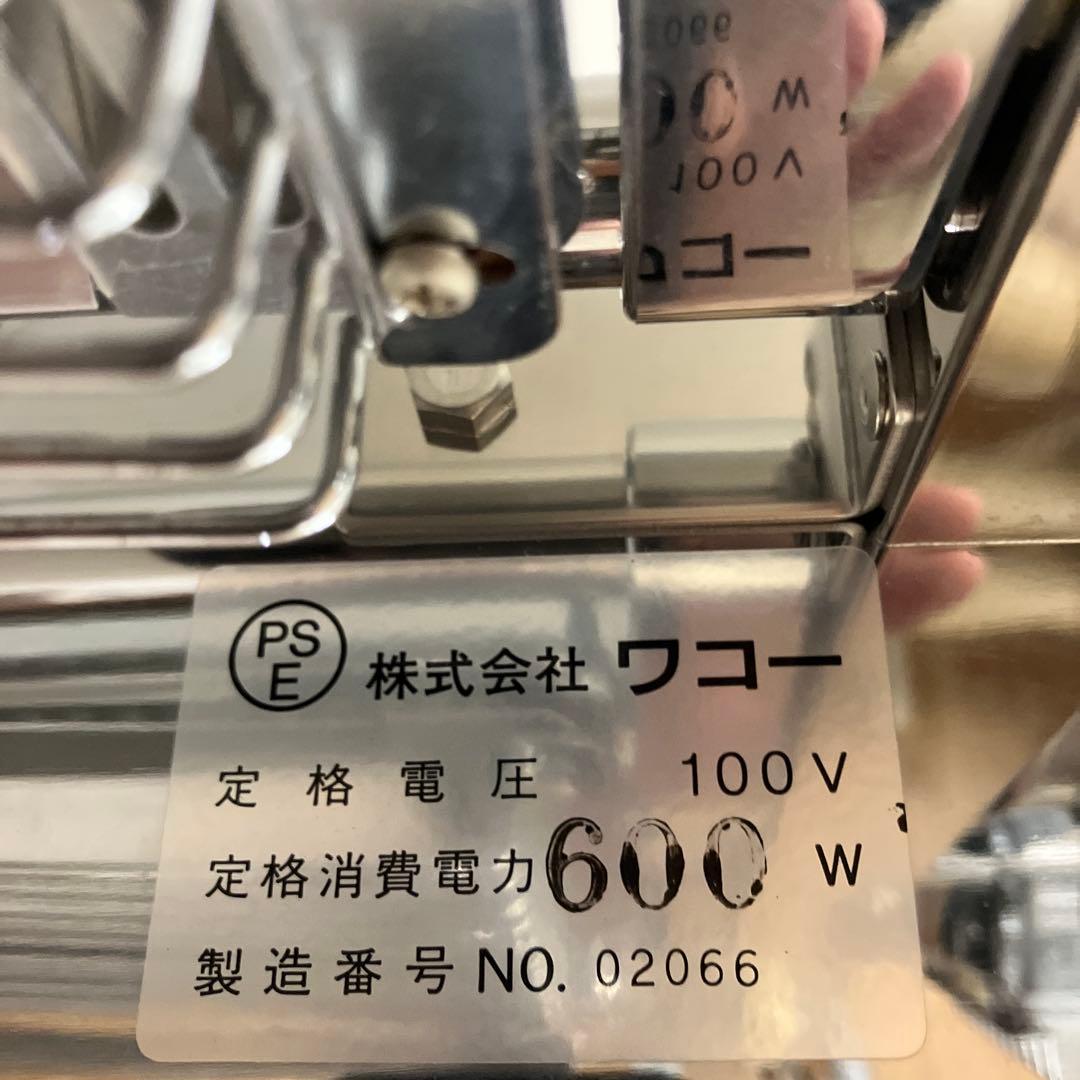 PSE 株式会社 ワコー
定格電圧 100V
定格消費電力 600 W
製造番号 NO. 02066